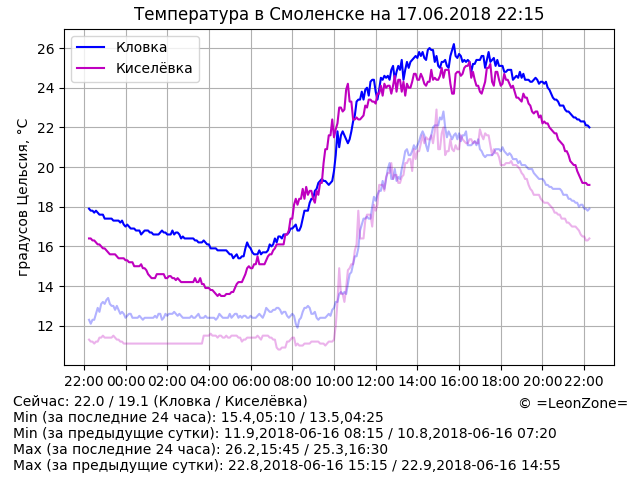 Температура в Смоленске на 17.06.2018 22:15
градусов Цельсия, °C
26
24
22
20
18
16
14
12
Кловка
Киселёвка
22:00 00:00 02:00 04:00 06:00 08:00 10:00 12:00 14:00 16:00 18:00 20:00 22:00
Сейчас: 22.0 / 19.1 (Кловка / Киселёвка)
© =LeonZone=
Min (за последние 24 часа): 15.4,05:10 / 13.5,04:25
Min (за предыдущие сутки): 11.9,2018-06-16 08:15 / 10.8,2018-06-16 07:20
Max (за последние 24 часа): 26.2,15:45 / 25.3,16:30
Max (за предыдущие сутки): 22.8,2018-06-16 15:15 / 22.9,2018-06-16 14:55